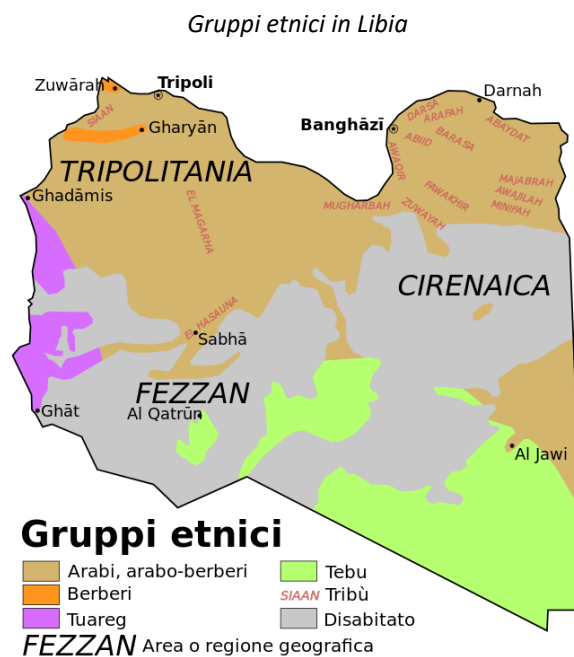 Gruppi etnici in Libia
Zuwārah
Tripoli
Darnah
SIAAN
Gharyān
Banghāzī
DARSA
ARAFAH
ABAYDAT
ABIID
BARASA
AWAQIR
TRIPOLITANIA
Ghadāmis
EL MAGARHA
MUGHARBAH
FAWAKHIR
ZUWAYAH
MAJABRAH
AWAJILAH
MINIFAH
CIRENAICA
EL HASAUNA
Sabhā
FEZZAN
Ghāt
Al Qatrūn
Al Jawi
Gruppi etnici
Arabi, arabo-berberi
Berberi
Tuareg
Tebu
SIAAN Tribù
Disabitato
FEZZAN Area o regione geografica